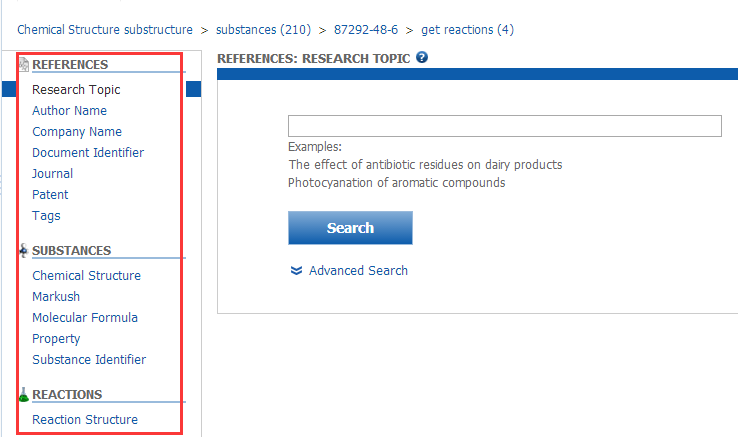 Chemical Structure substructure > substances (210) > 87292-48-6 > get reactions (4)
REFERENCES
Research Topic
Author Name
Company Name
Document Identifier
Journal
Patent
Tags
SUBSTANCES
Chemical Structure
Markush
Molecular Formula
Property
Substance Identifier
REACTIONS
Reaction Structure
REFERENCES: RESEARCH TOPIC ?
Examples:
The effect of antibiotic residues on dairy products
Photocyanation of aromatic compounds
Search
Advanced Search